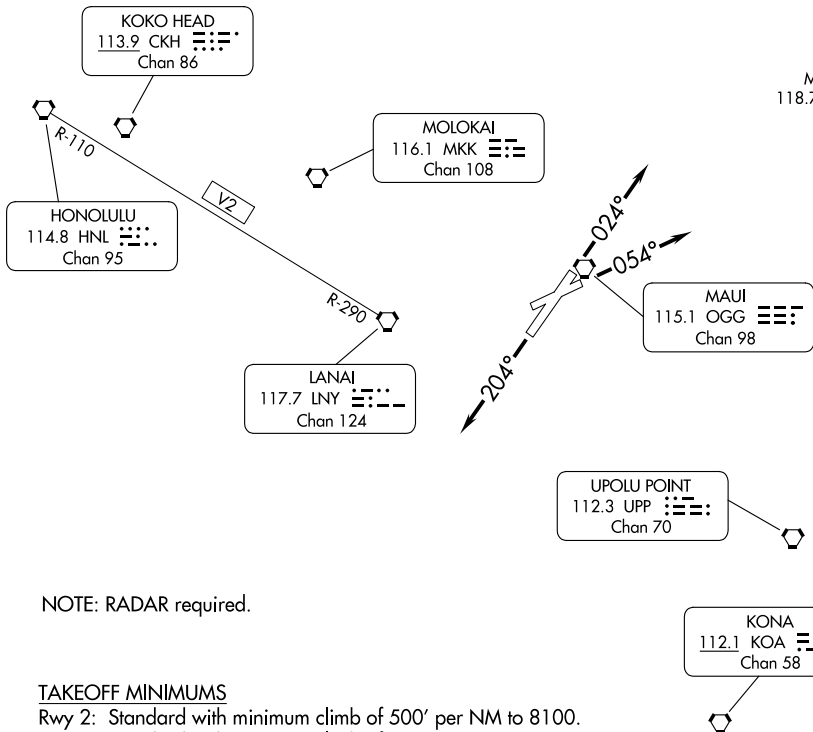 KOKO HEAD
113.9 CKH
Chan 86
118.7
MOLOKAI
116.1 MKK
Chan 108
R-110
V2
024°
HONOLULU
114.8 HNL
Chan 95
054°
R-290
MAUI
115.1 OGG
Chan 98
LANAI
117.7 LNY
Chan 124
204°
UPOLU POINT
112.3 UPP
Chan 70
NOTE: RADAR required.
KONA
112.1 KOA
Chan 58
TAKEOFF MINIMUMS
Rwy 2: Standard with minimum climb of 500' per NM to 8100.